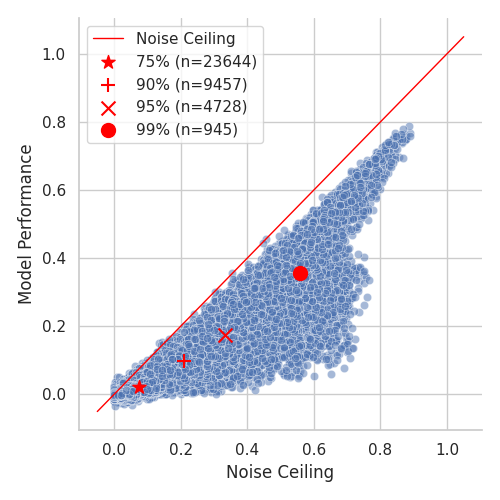 Noise Ceiling
75% (n=23644)
90% (n=9457)
95% (n=4728)
99% (n=945)
Model Performance
1.0
0.8
0.6
0.4
0.2
0.0
0.0 0.2 0.4 0.6 0.8 1.0
Noise Ceiling